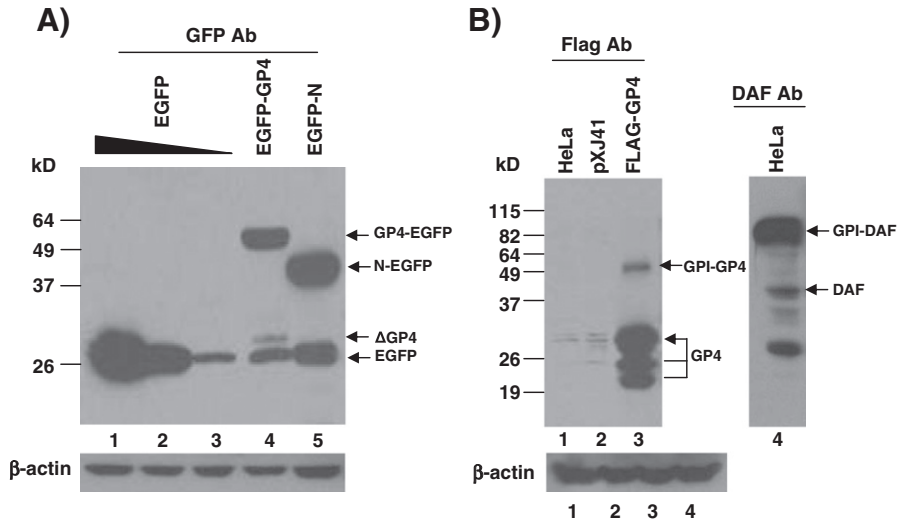 A)
GFP Ab
EGFP
EGFP-GP4
EGFP-N
kD
64
49
37
26
GP4-EGFP
N-EGFP
ΔGP4
EGFP
1 2 3 4 5
β-actin
B)
Flag Ab
HeLa
pXJ41
FLAG-GP4
kD
115
82
64
49
37
26
19
GPI-GP4
GP4
1 2 3
DAF Ab
HeLa
GPI-DAF
DAF
4
β-actin
1 2 3 4